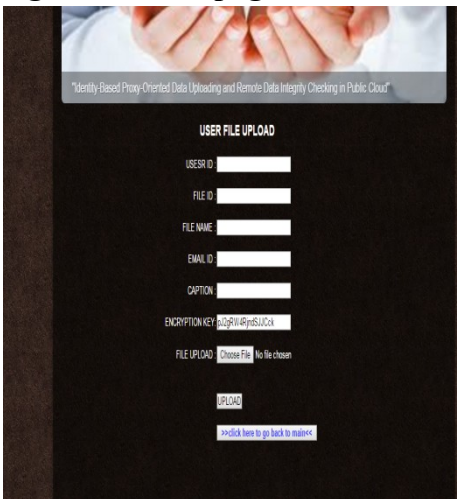 "Identity-Based Proxy-Oriented Data Uploading and Remote Data Integrity Checking in Public Cloud"
USER FILE UPLOAD
USESR ID :
FILE ID :
FILE NAME :
EMAIL ID :
CAPTION :
ENCRYPTION KEY:
FILE UPLOAD : Choose File No file chosen
UPLOAD
>>click here to go back to main<<